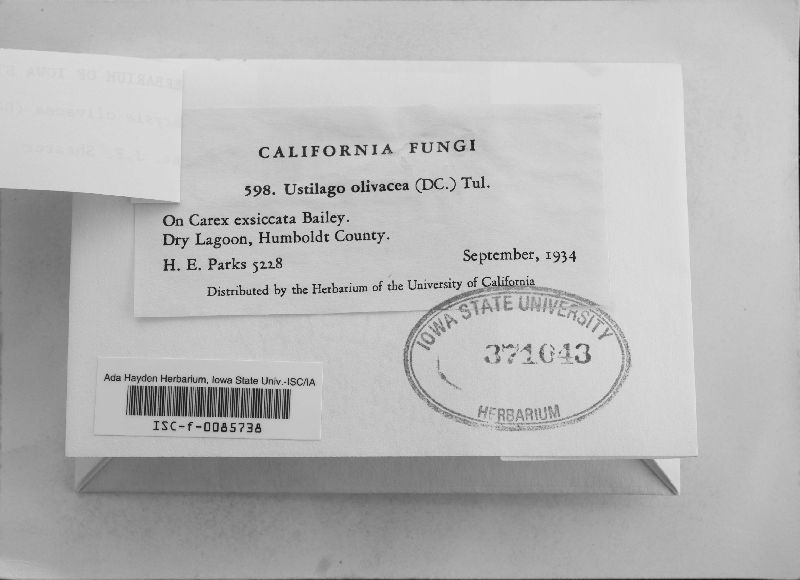 CALIFORNIA FUNGI
598. Ustilago olivacea (DC.) Tul.
On Carex exsiccata Bailey.
Dry Lagoon, Humboldt County.
H. E. Parks 5228
September, 1934
Distributed by the Herbarium of the University of California
IOWA STATE UNIVERSITY
371043
HERBARIUM
Ada Hayden Herbarium, Iowa State Univ.-ISC/IA
ISC-f-0085738